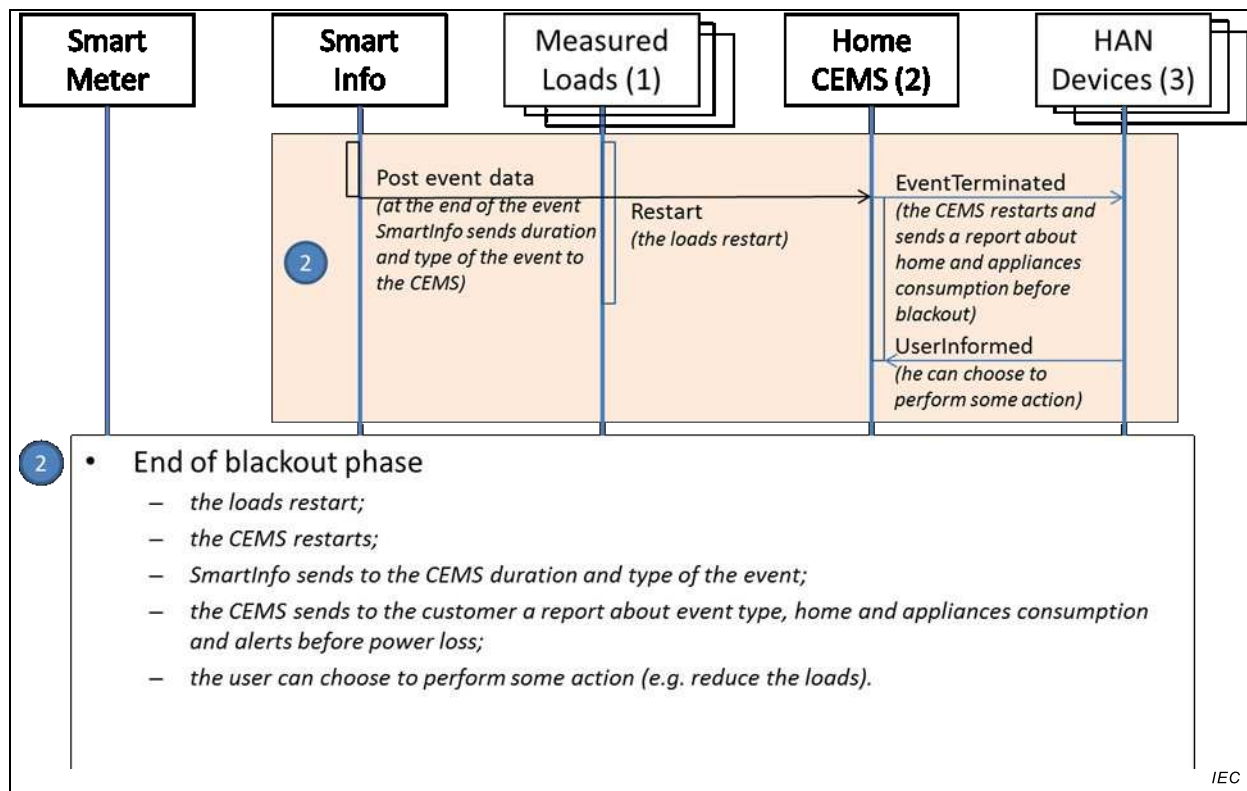 Smart
Meter
Smart
Info
Measured
Loads (1)
Home
CEMS (2)
HAN
Devices (3)
Post event data
(at the end of the event
SmartInfo sends duration
and type of the event to
the CEMS)
Restart
(the loads restart)
EventTerminated
(the CEMS restarts and
sends a report about
home and appliances
consumption before
blackout)
UserInformed
(he can choose to
perform some action)
2
2
• End of blackout phase
– the loads restart;
– the CEMS restarts;
– SmartInfo sends to the CEMS duration and type of the event;
– the CEMS sends to the customer a report about event type, home and appliances consumption
and alerts before power loss;
– the user can choose to perform some action (e.g. reduce the loads).
IEC